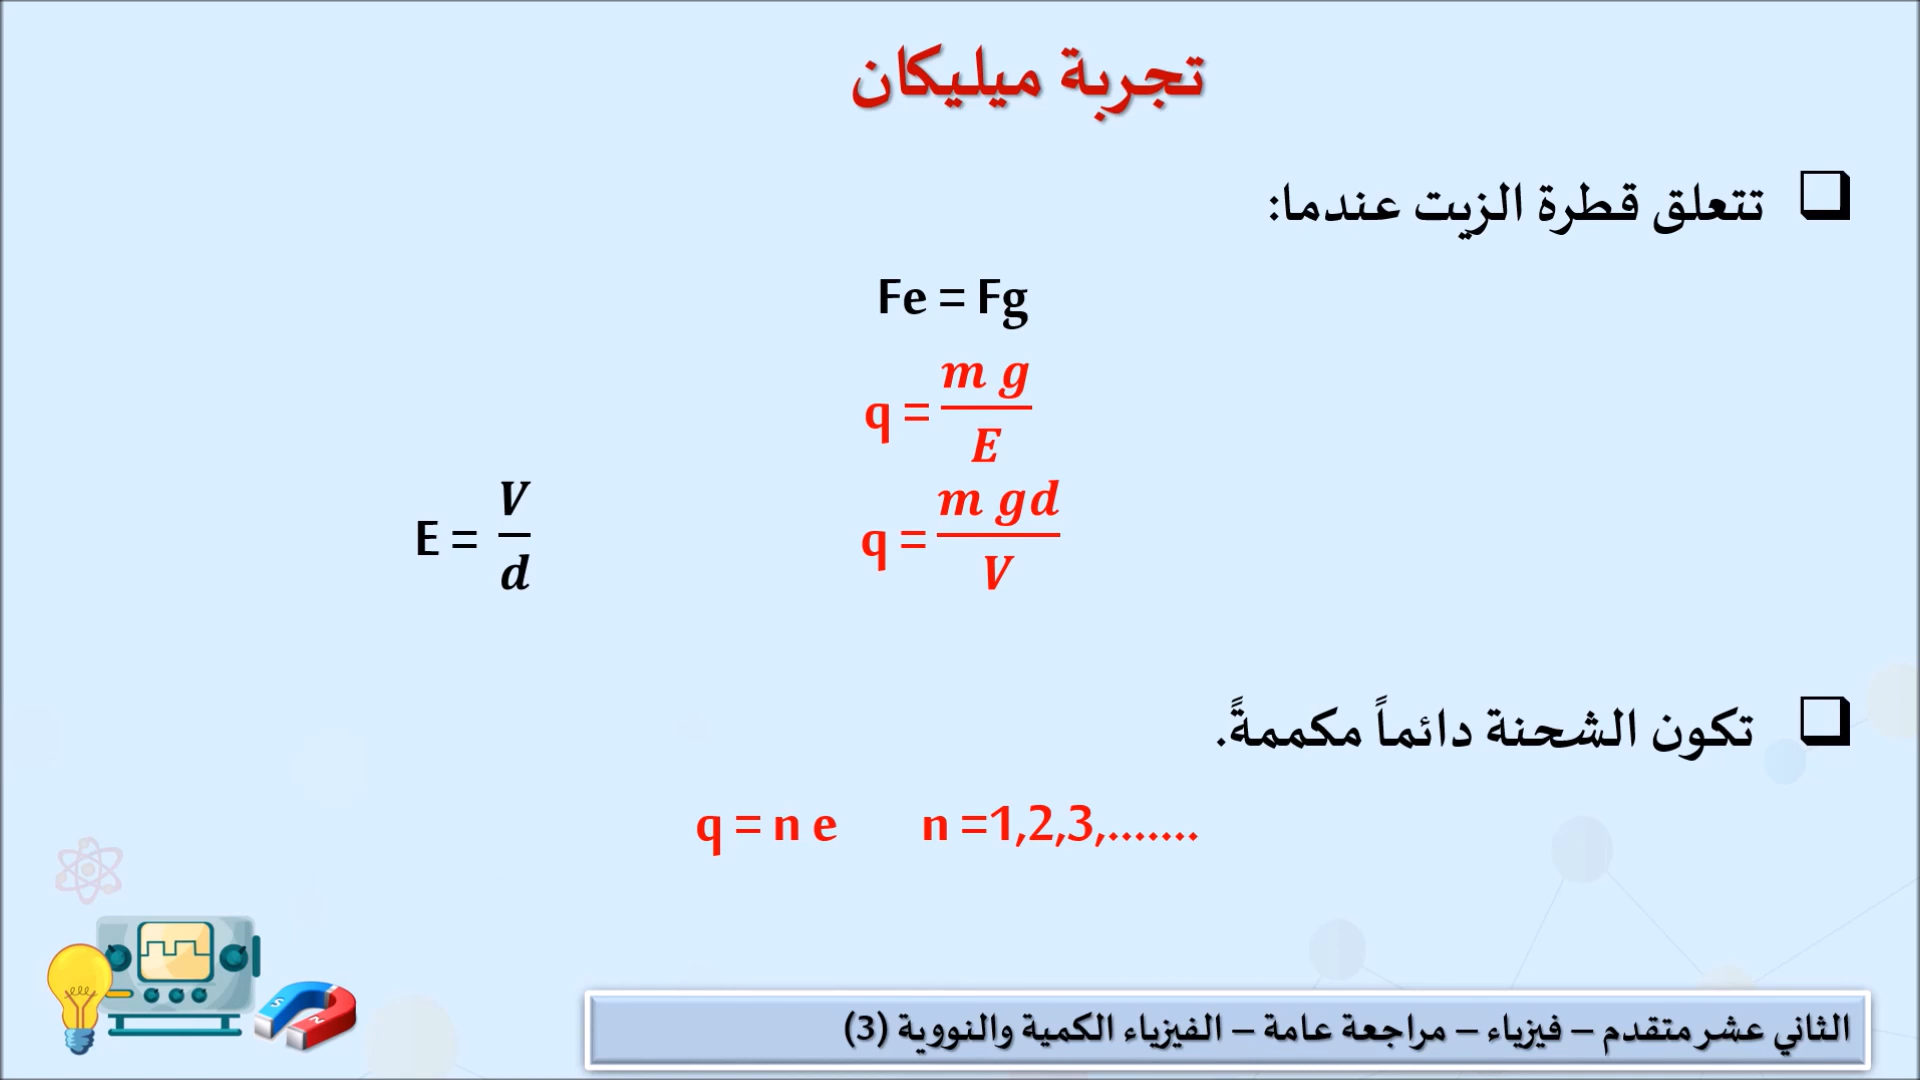 تجربة ميليكان
❑ تتعلق قطرة الزيت عندما:
Fe = Fg
q = m g / E
E = V / d
q = m gd / V
❑ تكون الشحنة دائماً مكممةً.
q = n e n =1,2,3,.......
الثاني عشر متقدم – فيزياء – مراجعة عامة – الفيزياء الكمية والنووية (3)
S
N